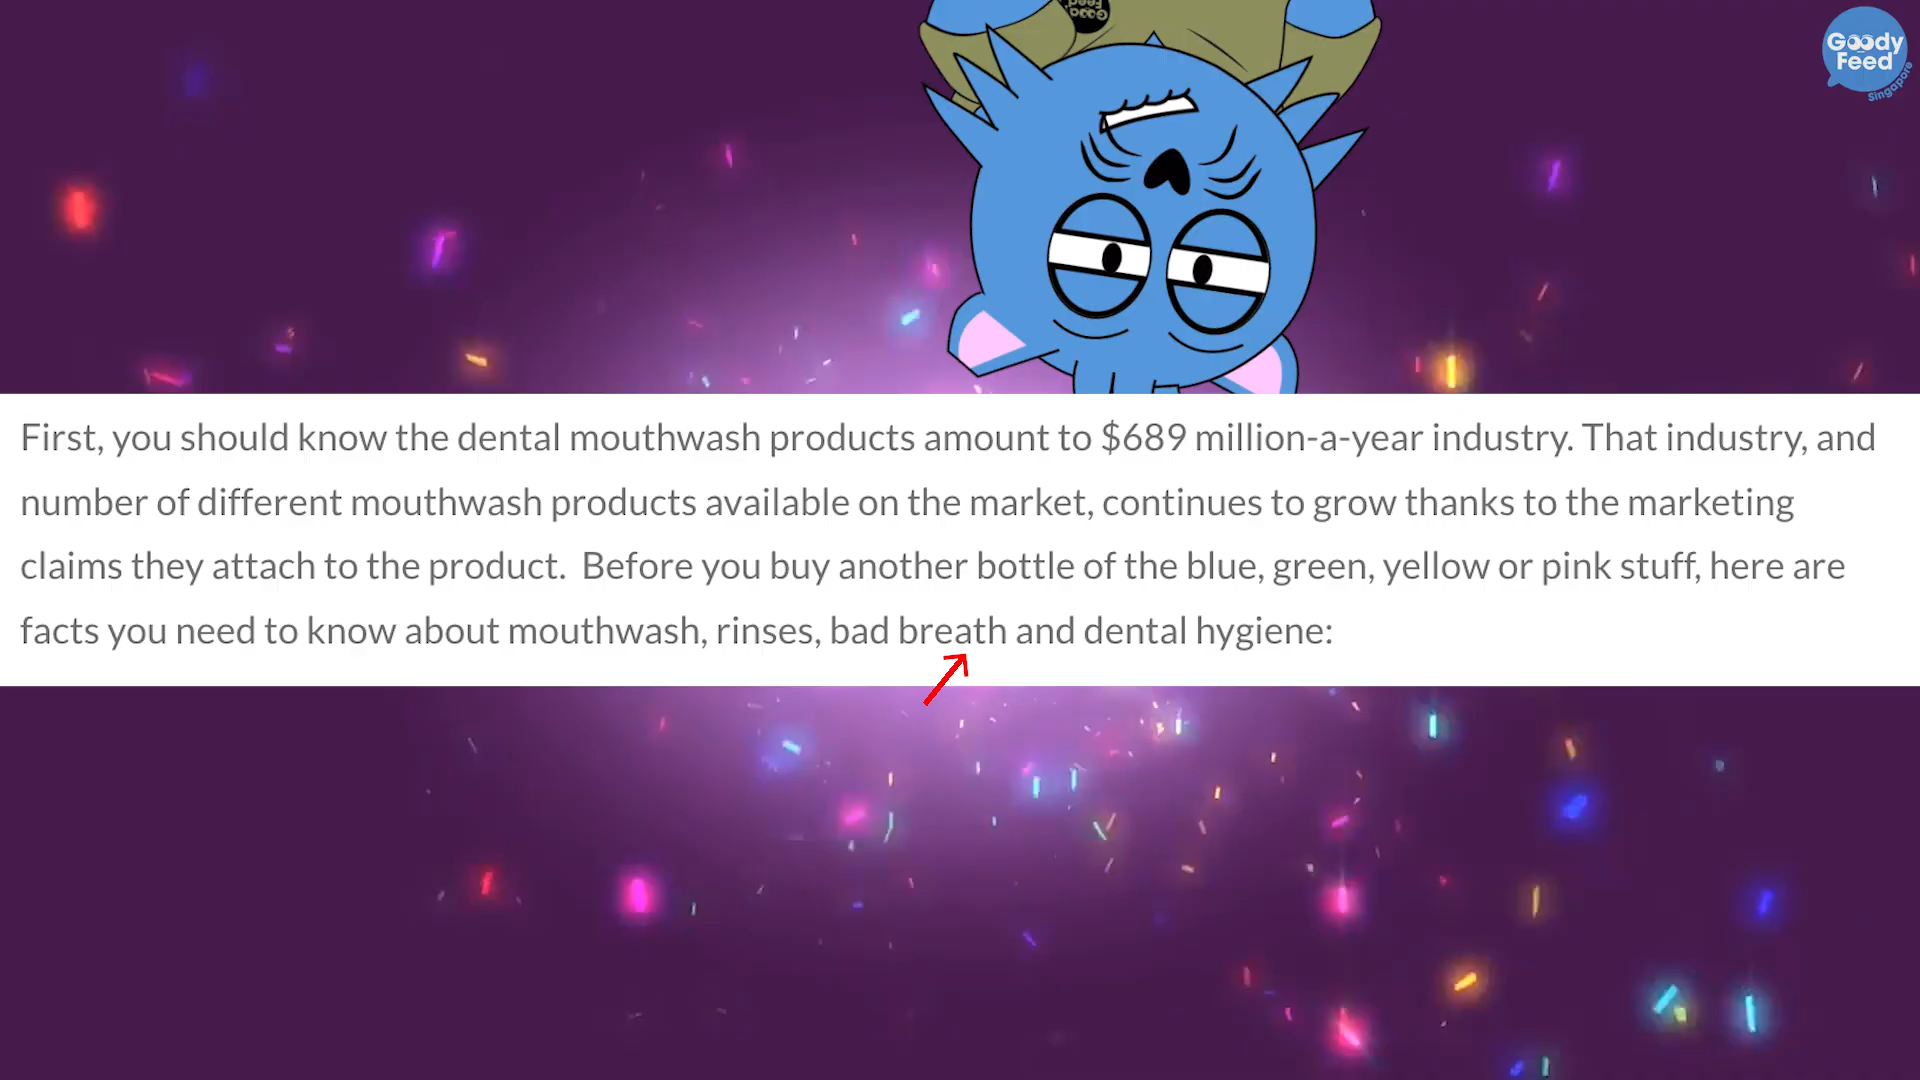 Goody
Feed
Goody
Feed
Singapore
First, you should know the dental mouthwash products amount to $689 million-a-year industry. That industry, and
number of different mouthwash products available on the market, continues to grow thanks to the marketing
claims they attach to the product.  Before you buy another bottle of the blue, green, yellow or pink stuff, here are
facts you need to know about mouthwash, rinses, bad breath and dental hygiene: